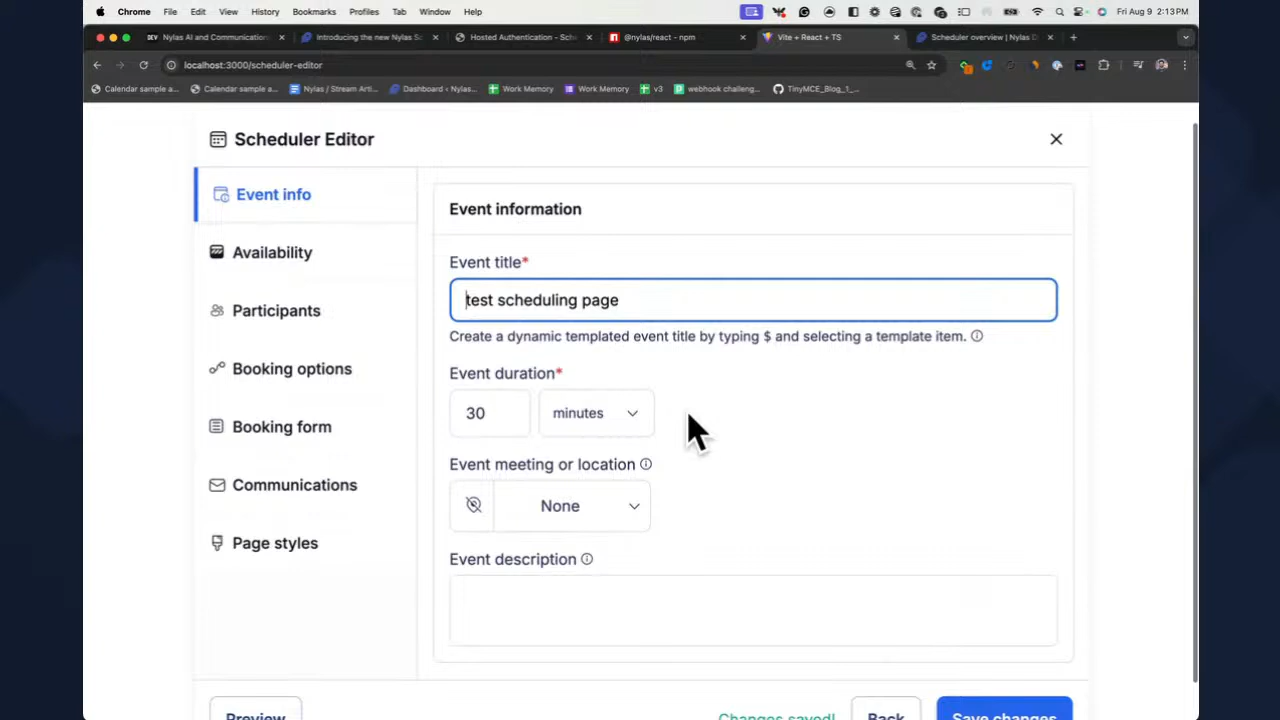 Chrome File Edit View History Bookmarks Profiles Tab Window Help Fri Aug 9 2:13 PM
DEV Nylas AI and Communication Introducing the new Nylas Sc Hosted Authentication - Sche @nylas/react - npm Vite + React + TS Scheduler overview | Nylas D
localhost:3000/scheduler-editor
Calendar sample a... Calendar sample a... Nylas / Stream Arti... Dashboard ‹ Nylas... Work Memory Work Memory v3 webhook challeng... TinyMCE_Blog_1_...
Scheduler Editor
Event info
Availability
Participants
Booking options
Booking form
Communications
Page styles
Event information
Event title*
test scheduling page
Create a dynamic templated event title by typing $ and selecting a template item.
Event duration*
30 minutes
Event meeting or location
None
Event description
Preview Changes saved! Back Save changes